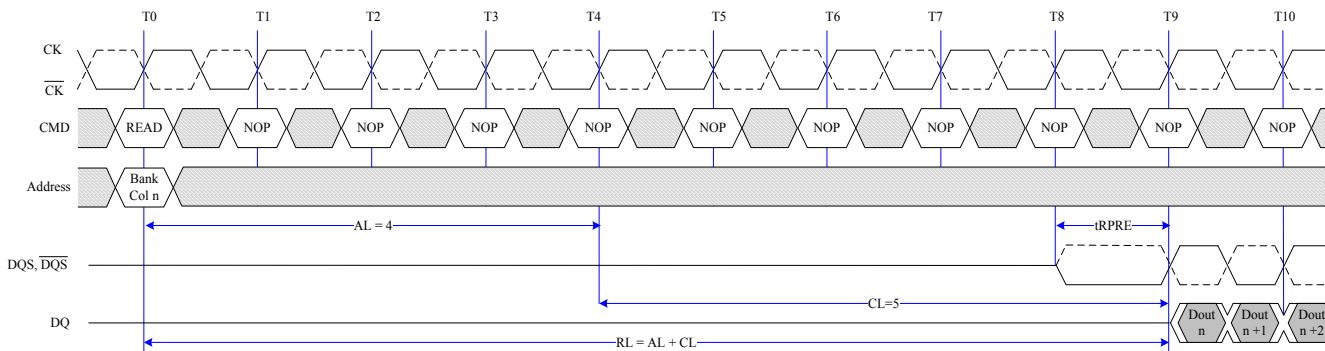 T0 T1 T2 T3 T4 T5 T6 T7 T8 T9 T10
CK
CK
CMD READ NOP NOP NOP NOP NOP NOP NOP NOP NOP NOP
Address Bank
Col n
AL = 4 tRPRE
DQS, DQS
CL=5
DQ Dout Dout Dout
n n +1 n +2
RL = AL + CL